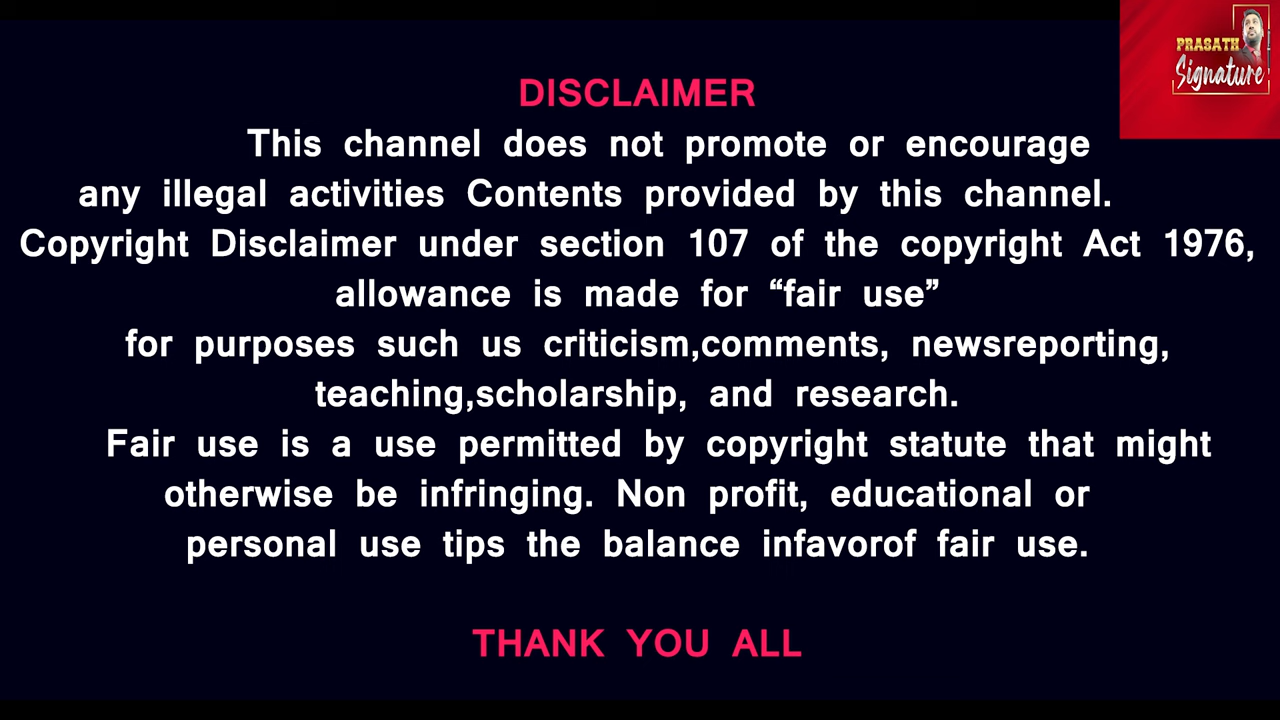 PRASATH
Signature
DISCLAIMER
This channel does not promote or encourage
any illegal activities Contents provided by this channel.
Copyright Disclaimer under section 107 of the copyright Act 1976,
allowance is made for “fair use”
for purposes such us criticism,comments, newsreporting,
teaching,scholarship, and research.
Fair use is a use permitted by copyright statute that might
otherwise be infringing. Non profit, educational or
personal use tips the balance infavorof fair use.
THANK YOU ALL